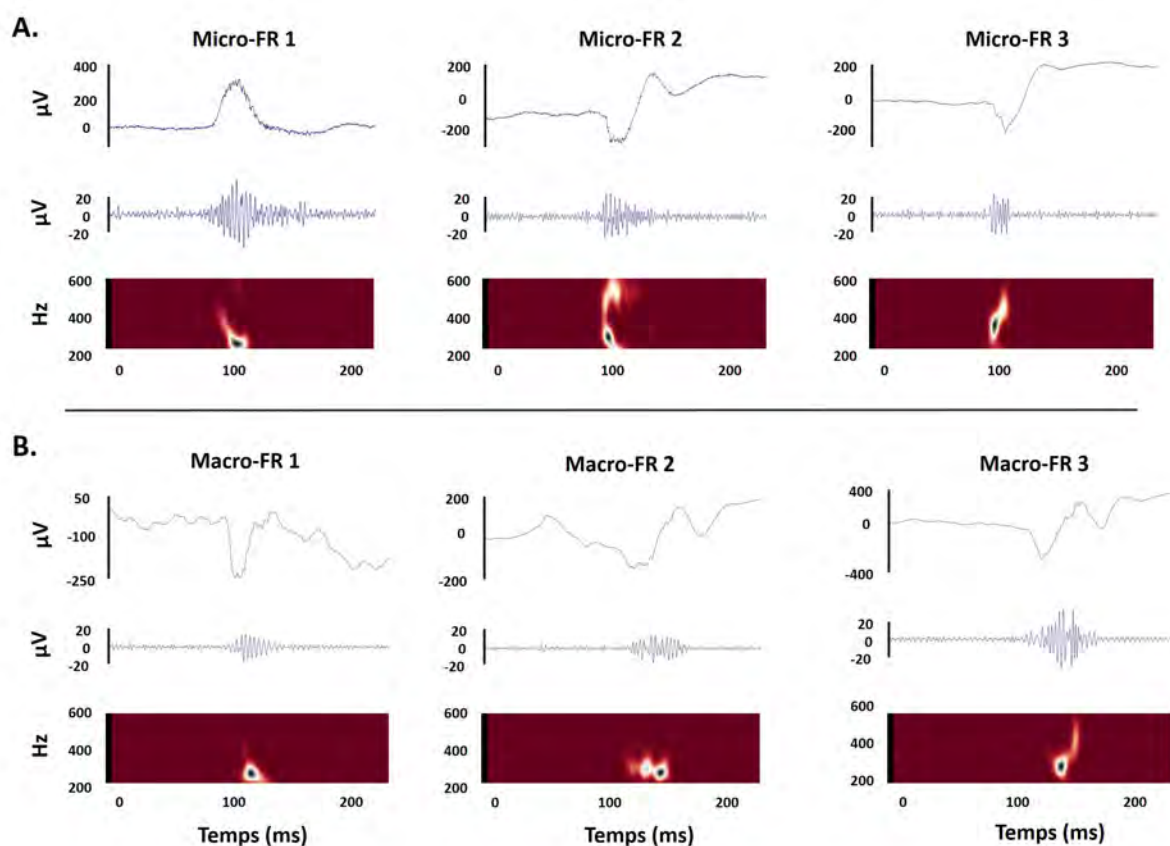 A.
Micro-FR 1 Micro-FR 2 Micro-FR 3
µV 400 200 0
200 0 -200
200 0 -200
µV 20 0 -20
20 0 -20
20 0 -20
Hz 600 400 200
600 400 200
600 400 200
0 100 200 0 100 200 0 100 200
B.
Macro-FR 1 Macro-FR 2 Macro-FR 3
µV 50 -100 -250
200 0 -200
400 0 -400
µV 20 0 -20
20 0 -20
20 0 -20
Hz 600 400 200
600 400 200
600 400 200
0 100 200 0 100 200 0 100 200
Temps (ms) Temps (ms) Temps (ms)